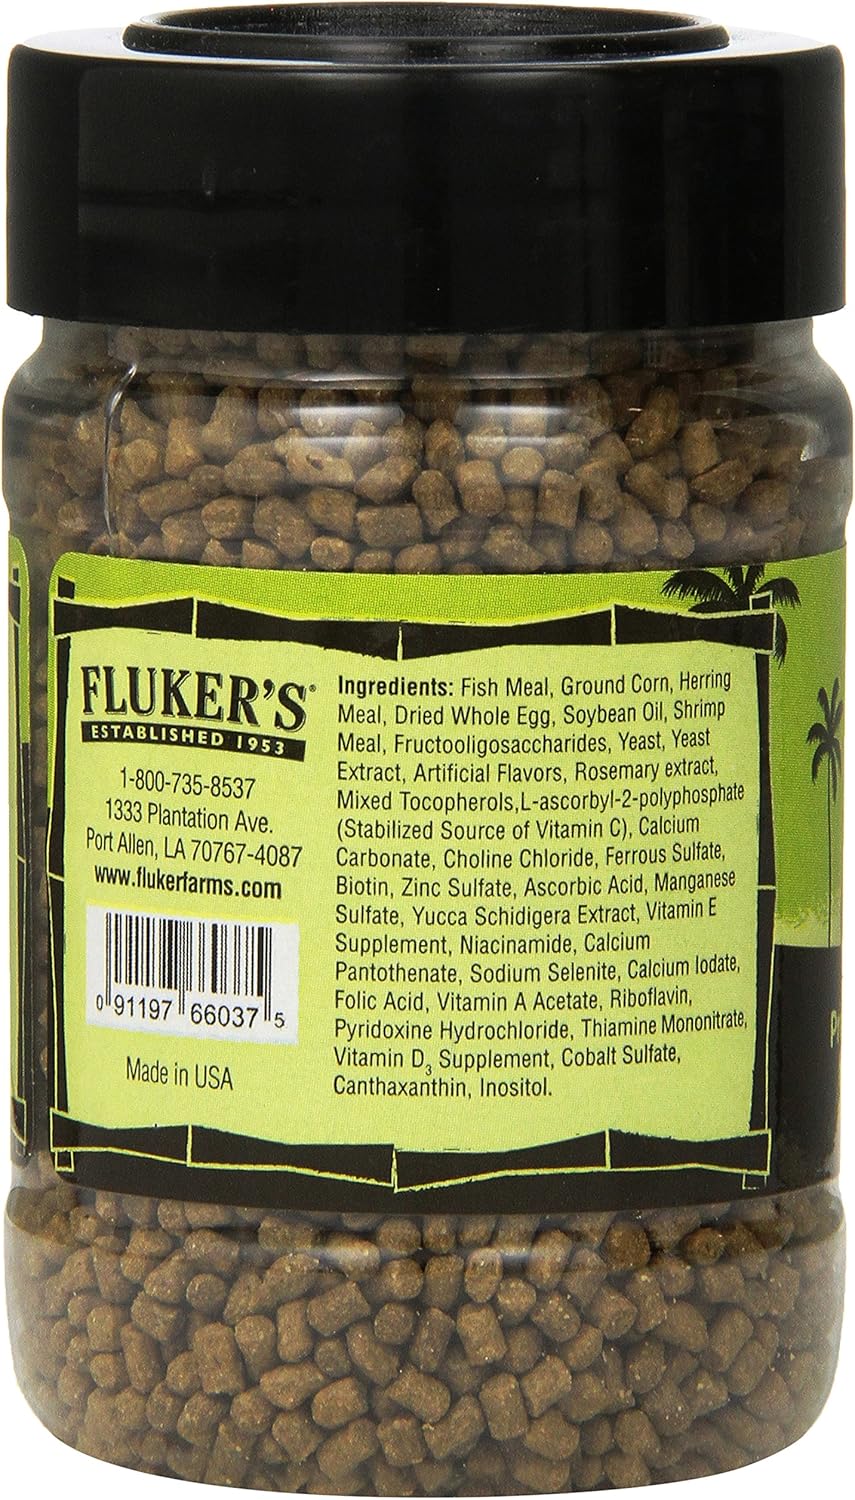 FLUKER'S®
ESTABLISHED 1953
1-800-735-8537
1333 Plantation Ave.
Port Allen, LA 70767-4087
www.flukerfarms.com
0 91197 66037 5
Made in USA
Ingredients: Fish Meal, Ground Corn, Herring
Meal, Dried Whole Egg, Soybean Oil, Shrimp
Meal, Fructooligosaccharides, Yeast, Yeast
Extract, Artificial Flavors, Rosemary extract,
Mixed Tocopherols,L-ascorbyl-2-polyphosphate
(Stabilized Source of Vitamin C), Calcium
Carbonate, Choline Chloride, Ferrous Sulfate,
Biotin, Zinc Sulfate, Ascorbic Acid, Manganese
Sulfate, Yucca Schidigera Extract, Vitamin E
Supplement, Niacinamide, Calcium
Pantothenate, Sodium Selenite, Calcium Iodate,
Folic Acid, Vitamin A Acetate, Riboflavin,
Pyridoxine Hydrochloride, Thiamine Mononitrate,
Vitamin D₃ Supplement, Cobalt Sulfate,
Canthaxanthin, Inositol.